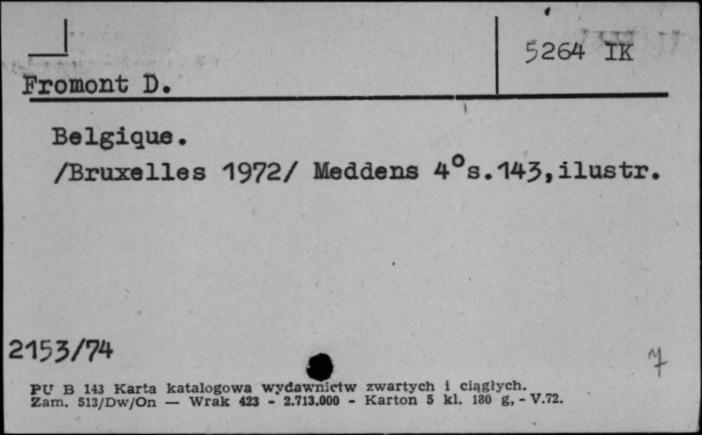 5264 IK
Fromont D.
Belgique.
/Bruxelles 1972/ Meddens 4°s.143,ilustr.
2153/74
7
PU B 143 Karta katalogowa wydawnictw zwartych i ciągłych.
Zam. 513/Dw/On — Wrak 423 - 2.713.000 - Karton 5 kl. 180 g, - V.72.